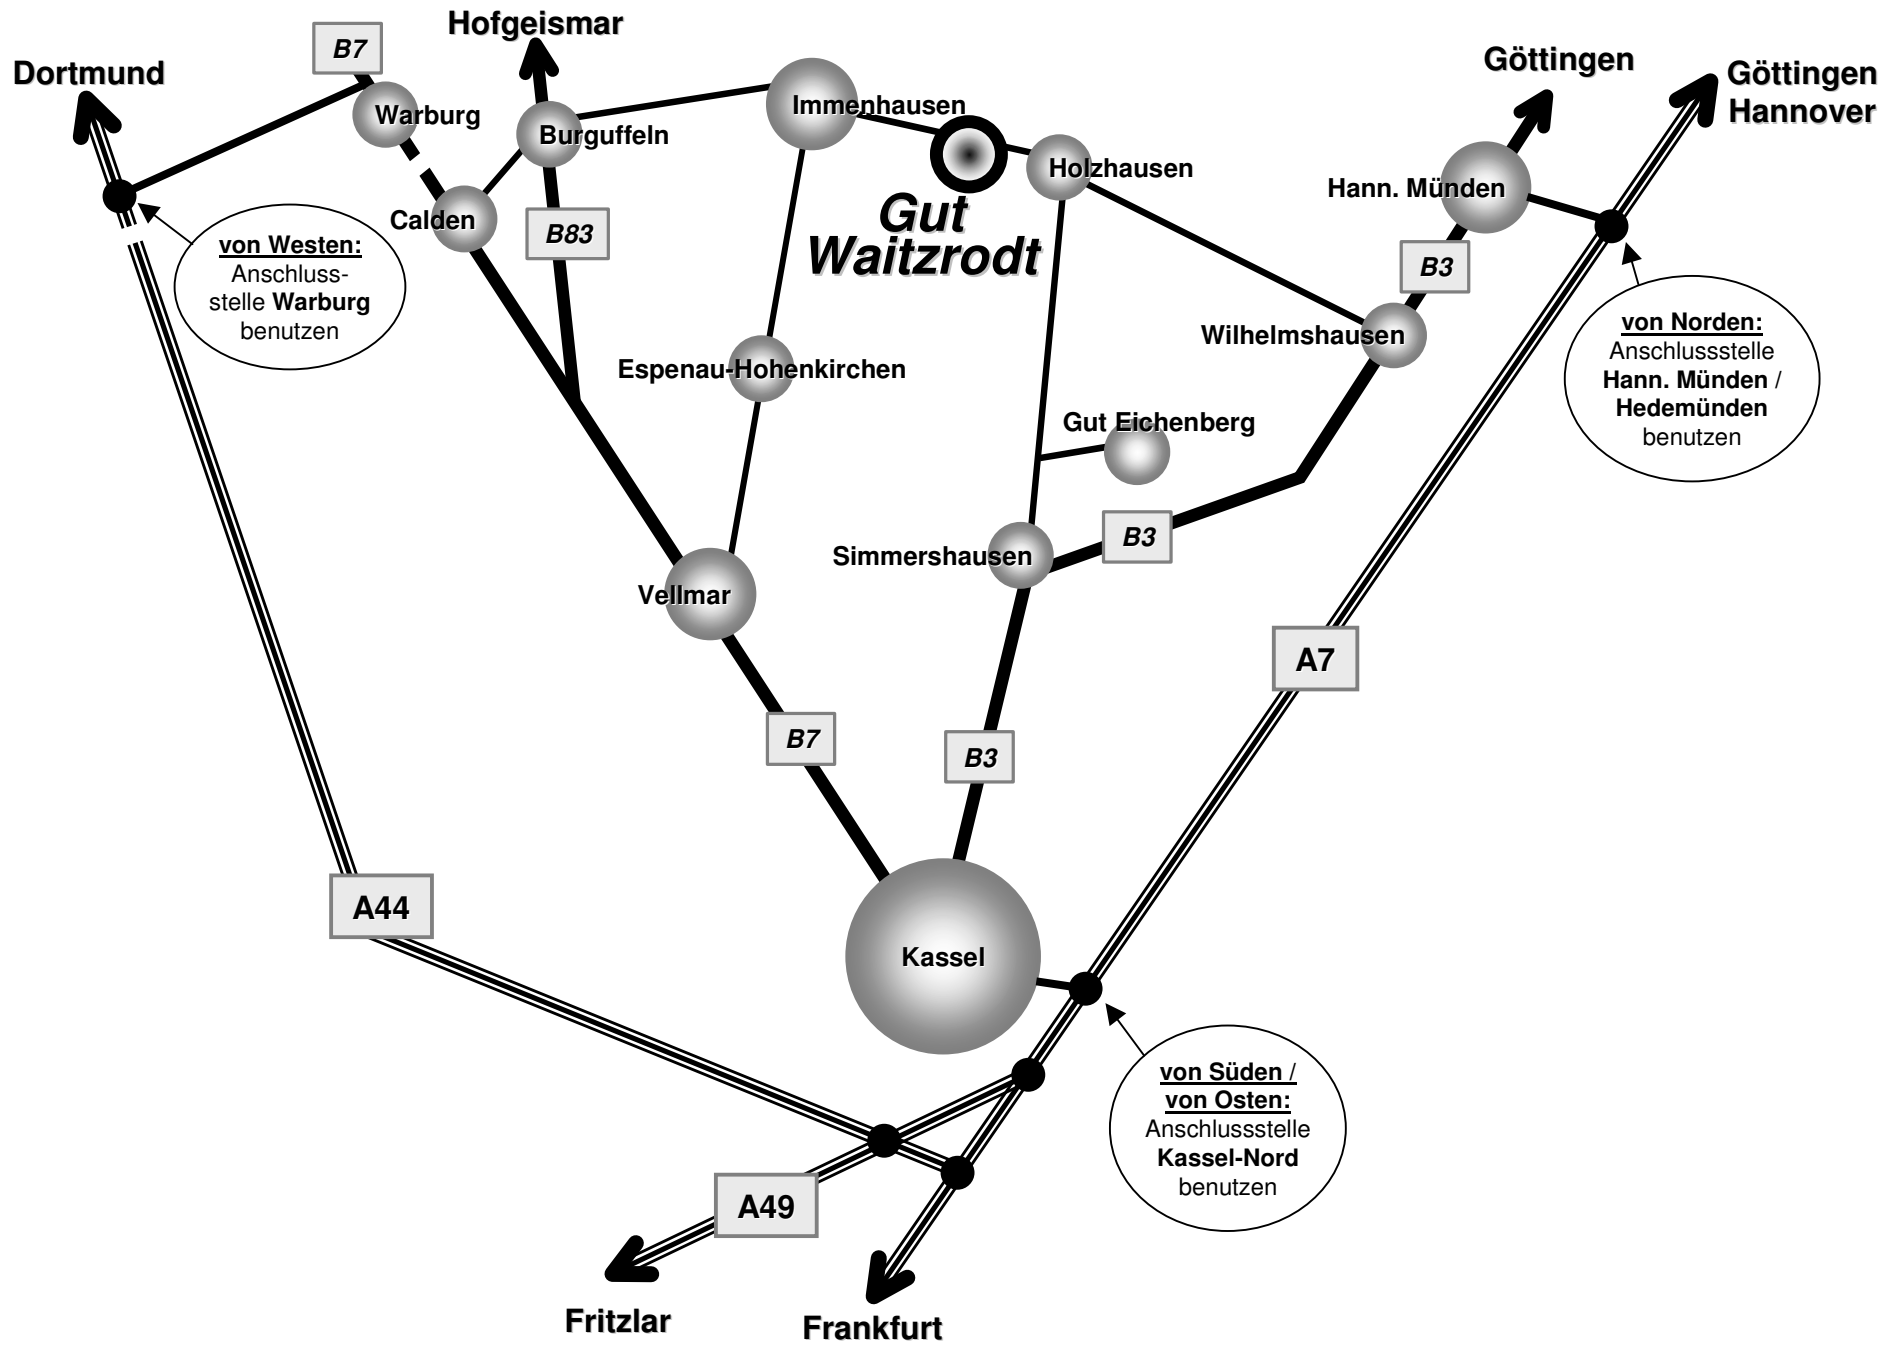 Hofgeismar
B7
Dortmund
Göttingen
Göttingen
Hannover
Warburg
Burguffeln
Immenhausen
Holzhausen
Hann. Münden
Calden
B83
Gut
Waitzrodt
von Westen:
Anschluss-
stelle Warburg
benutzen
B3
Wilhelmshausen
von Norden:
Anschlussstelle
Hann. Münden /
Hedemünden
benutzen
Espenau-Hohenkirchen
Gut Eichenberg
B3
Simmershausen
Vellmar
A7
B7
B3
A44
Kassel
von Süden /
von Osten:
Anschlussstelle
Kassel-Nord
benutzen
A49
Fritzlar
Frankfurt